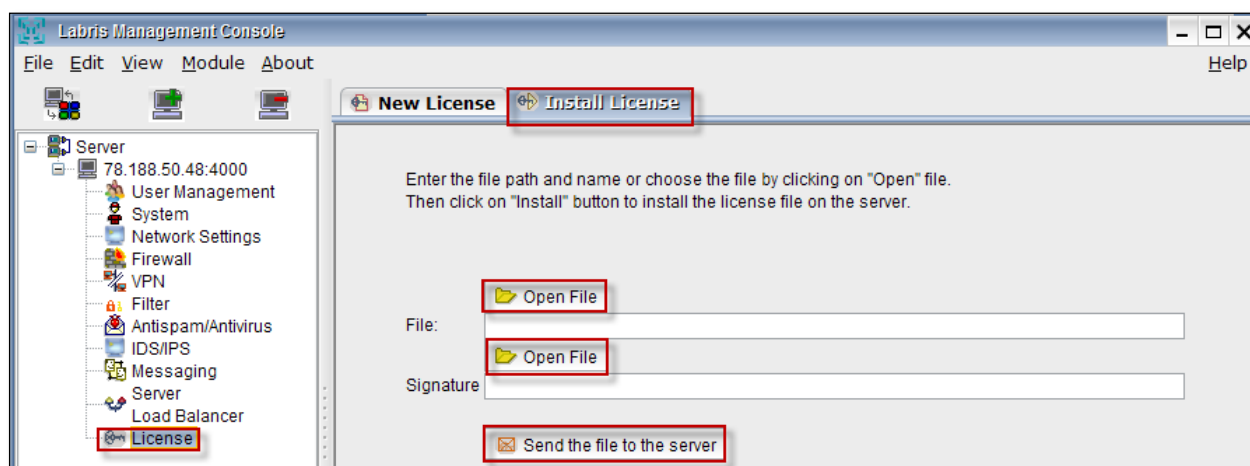 Labris Management Console
File Edit View Module About Help
New License Install License
Server
78.188.50.48:4000
User Management
System
Network Settings
Firewall
VPN
Filter
Antispam/Antivirus
IDS/IPS
Messaging
Server
Load Balancer
License
Enter the file path and name or choose the file by clicking on "Open" file.
Then click on "Install" button to install the license file on the server.
Open File
File:
Open File
Signature
Send the file to the server